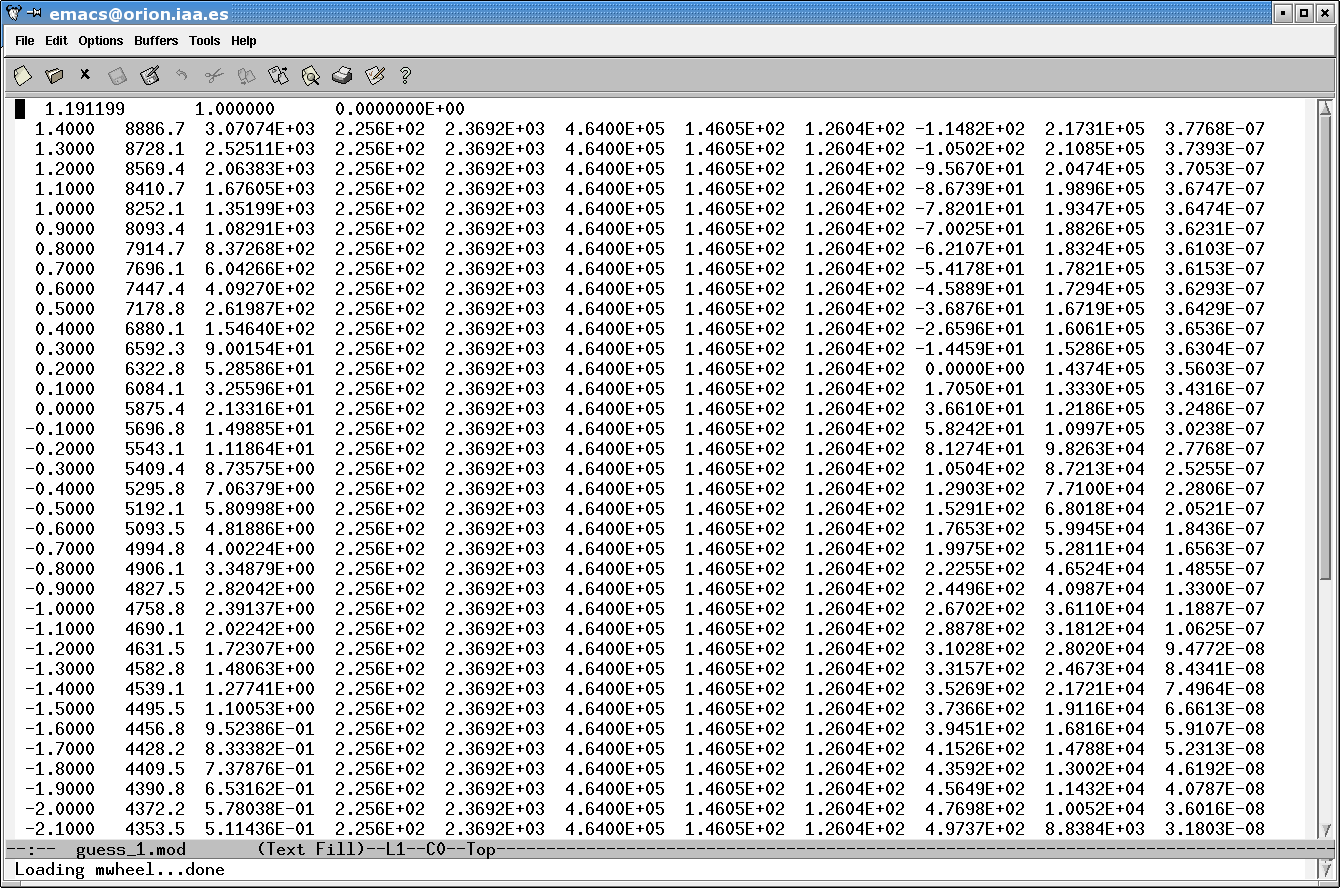 emacs@orion.iaa.es
File Edit Options Buffers Tools Help
1.191199 1.000000 0.0000000E+00
1.4000 8886.7 3.07074E+03 2.256E+02 2.3692E+03 4.6400E+05 1.4605E+02 1.2604E+02 -1.1482E+02 2.1731E+05 3.7768E-07
1.3000 8728.1 2.52511E+03 2.256E+02 2.3692E+03 4.6400E+05 1.4605E+02 1.2604E+02 -1.0502E+02 2.1085E+05 3.7393E-07
1.2000 8569.4 2.06383E+03 2.256E+02 2.3692E+03 4.6400E+05 1.4605E+02 1.2604E+02 -9.5670E+01 2.0474E+05 3.7053E-07
1.1000 8410.7 1.67605E+03 2.256E+02 2.3692E+03 4.6400E+05 1.4605E+02 1.2604E+02 -8.6739E+01 1.9896E+05 3.6747E-07
1.0000 8252.1 1.35199E+03 2.256E+02 2.3692E+03 4.6400E+05 1.4605E+02 1.2604E+02 -7.8201E+01 1.9347E+05 3.6474E-07
0.9000 8093.4 1.08291E+03 2.256E+02 2.3692E+03 4.6400E+05 1.4605E+02 1.2604E+02 -7.0025E+01 1.8826E+05 3.6231E-07
0.8000 7914.7 8.37268E+02 2.256E+02 2.3692E+03 4.6400E+05 1.4605E+02 1.2604E+02 -6.2107E+01 1.8324E+05 3.6103E-07
0.7000 7696.1 6.04266E+02 2.256E+02 2.3692E+03 4.6400E+05 1.4605E+02 1.2604E+02 -5.4178E+01 1.7821E+05 3.6153E-07
0.6000 7447.4 4.09270E+02 2.256E+02 2.3692E+03 4.6400E+05 1.4605E+02 1.2604E+02 -4.5889E+01 1.7294E+05 3.6293E-07
0.5000 7178.8 2.61987E+02 2.256E+02 2.3692E+03 4.6400E+05 1.4605E+02 1.2604E+02 -3.6876E+01 1.6719E+05 3.6429E-07
0.4000 6880.1 1.54640E+02 2.256E+02 2.3692E+03 4.6400E+05 1.4605E+02 1.2604E+02 -2.6596E+01 1.6061E+05 3.6536E-07
0.3000 6592.3 9.00154E+01 2.256E+02 2.3692E+03 4.6400E+05 1.4605E+02 1.2604E+02 -1.4459E+01 1.5286E+05 3.6304E-07
0.2000 6322.8 5.28586E+01 2.256E+02 2.3692E+03 4.6400E+05 1.4605E+02 1.2604E+02 0.0000E+00 1.4374E+05 3.5603E-07
0.1000 6084.1 3.25596E+01 2.256E+02 2.3692E+03 4.6400E+05 1.4605E+02 1.2604E+02 1.7050E+01 1.3330E+05 3.4316E-07
0.0000 5875.4 2.13316E+01 2.256E+02 2.3692E+03 4.6400E+05 1.4605E+02 1.2604E+02 3.6610E+01 1.2186E+05 3.2486E-07
-0.1000 5696.8 1.49885E+01 2.256E+02 2.3692E+03 4.6400E+05 1.4605E+02 1.2604E+02 5.8242E+01 1.0997E+05 3.0238E-07
-0.2000 5543.1 1.11864E+01 2.256E+02 2.3692E+03 4.6400E+05 1.4605E+02 1.2604E+02 8.1274E+01 9.8263E+04 2.7768E-07
-0.3000 5409.4 8.73575E+00 2.256E+02 2.3692E+03 4.6400E+05 1.4605E+02 1.2604E+02 1.0504E+02 8.7213E+04 2.5255E-07
-0.4000 5295.8 7.06379E+00 2.256E+02 2.3692E+03 4.6400E+05 1.4605E+02 1.2604E+02 1.2903E+02 7.7100E+04 2.2806E-07
-0.5000 5192.1 5.80998E+00 2.256E+02 2.3692E+03 4.6400E+05 1.4605E+02 1.2604E+02 1.5291E+02 6.8018E+04 2.0521E-07
-0.6000 5093.5 4.81886E+00 2.256E+02 2.3692E+03 4.6400E+05 1.4605E+02 1.2604E+02 1.7653E+02 5.9945E+04 1.8436E-07
-0.7000 4994.8 4.00224E+00 2.256E+02 2.3692E+03 4.6400E+05 1.4605E+02 1.2604E+02 1.9975E+02 5.2811E+04 1.6563E-07
-0.8000 4906.1 3.34879E+00 2.256E+02 2.3692E+03 4.6400E+05 1.4605E+02 1.2604E+02 2.2255E+02 4.6524E+04 1.4855E-07
-0.9000 4827.5 2.82042E+00 2.256E+02 2.3692E+03 4.6400E+05 1.4605E+02 1.2604E+02 2.4496E+02 4.0987E+04 1.3300E-07
-1.0000 4758.8 2.39137E+00 2.256E+02 2.3692E+03 4.6400E+05 1.4605E+02 1.2604E+02 2.6702E+02 3.6110E+04 1.1887E-07
-1.1000 4690.1 2.02242E+00 2.256E+02 2.3692E+03 4.6400E+05 1.4605E+02 1.2604E+02 2.8878E+02 3.1812E+04 1.0625E-07
-1.2000 4631.5 1.72307E+00 2.256E+02 2.3692E+03 4.6400E+05 1.4605E+02 1.2604E+02 3.1028E+02 2.8020E+04 9.4772E-08
-1.3000 4582.8 1.48063E+00 2.256E+02 2.3692E+03 4.6400E+05 1.4605E+02 1.2604E+02 3.3157E+02 2.4673E+04 8.4341E-08
-1.4000 4539.1 1.27741E+00 2.256E+02 2.3692E+03 4.6400E+05 1.4605E+02 1.2604E+02 3.5269E+02 2.1721E+04 7.4964E-08
-1.5000 4495.5 1.10053E+00 2.256E+02 2.3692E+03 4.6400E+05 1.4605E+02 1.2604E+02 3.7366E+02 1.9116E+04 6.6613E-08
-1.6000 4456.8 9.52386E-01 2.256E+02 2.3692E+03 4.6400E+05 1.4605E+02 1.2604E+02 3.9451E+02 1.6816E+04 5.9107E-08
-1.7000 4428.2 8.33382E-01 2.256E+02 2.3692E+03 4.6400E+05 1.4605E+02 1.2604E+02 4.1526E+02 1.4788E+04 5.2313E-08
-1.8000 4409.5 7.37876E-01 2.256E+02 2.3692E+03 4.6400E+05 1.4605E+02 1.2604E+02 4.3592E+02 1.3002E+04 4.6192E-08
-1.9000 4390.8 6.53162E-01 2.256E+02 2.3692E+03 4.6400E+05 1.4605E+02 1.2604E+02 4.5649E+02 1.1432E+04 4.0787E-08
-2.0000 4372.2 5.78038E-01 2.256E+02 2.3692E+03 4.6400E+05 1.4605E+02 1.2604E+02 4.7698E+02 1.0052E+04 3.6016E-08
-2.1000 4353.5 5.11436E-01 2.256E+02 2.3692E+03 4.6400E+05 1.4605E+02 1.2604E+02 4.9737E+02 8.8384E+03 3.1803E-08
--:-- guess_1.mod (Text Fill)--L1--C0--Top--------------------------------------------------------------------------------
Loading mwheel...done